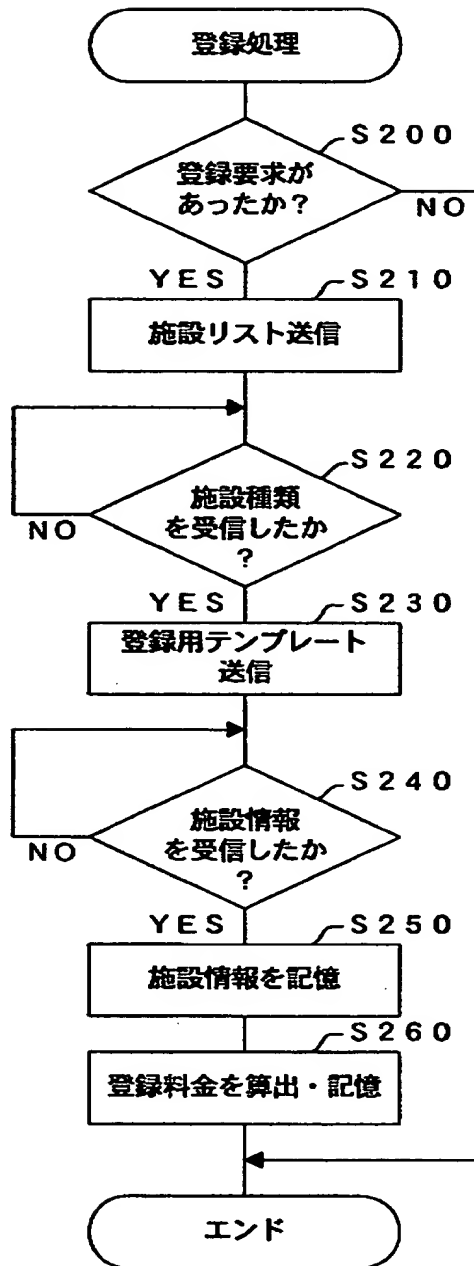 登録処理
S200
登録要求が
あったか？
NO
YES
S210
施設リスト送信
S220
施設種類
を受信したか
？
NO
YES
S230
登録用テンプレート
送信
S240
施設情報
を受信したか
？
NO
YES
S250
施設情報を記憶
S260
登録料金を算出・記憶
エンド